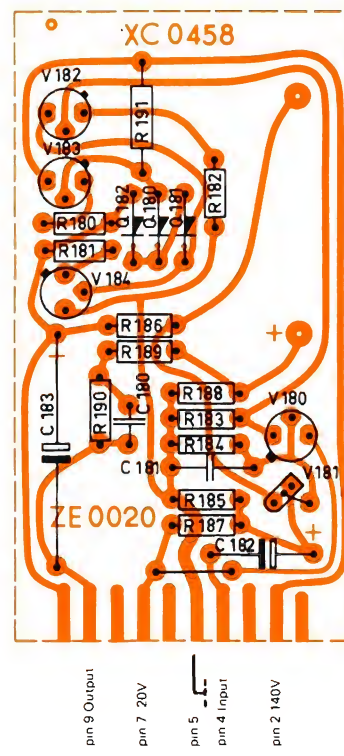 XC 0458
V 182
R 191
V183
R 182
Q 182
Q 180
Q 181
R 180
R 181
V 184
R 186
R 189
+
+
C 183
R 190
C 180
R 188
V 180
R 183
R 184
C 181
V 181
R 185
ZE 0020
R 187
C 182
+
pin 9 Output
pin 7 20V
pin 5
pin 4 Input
pin 2 140V